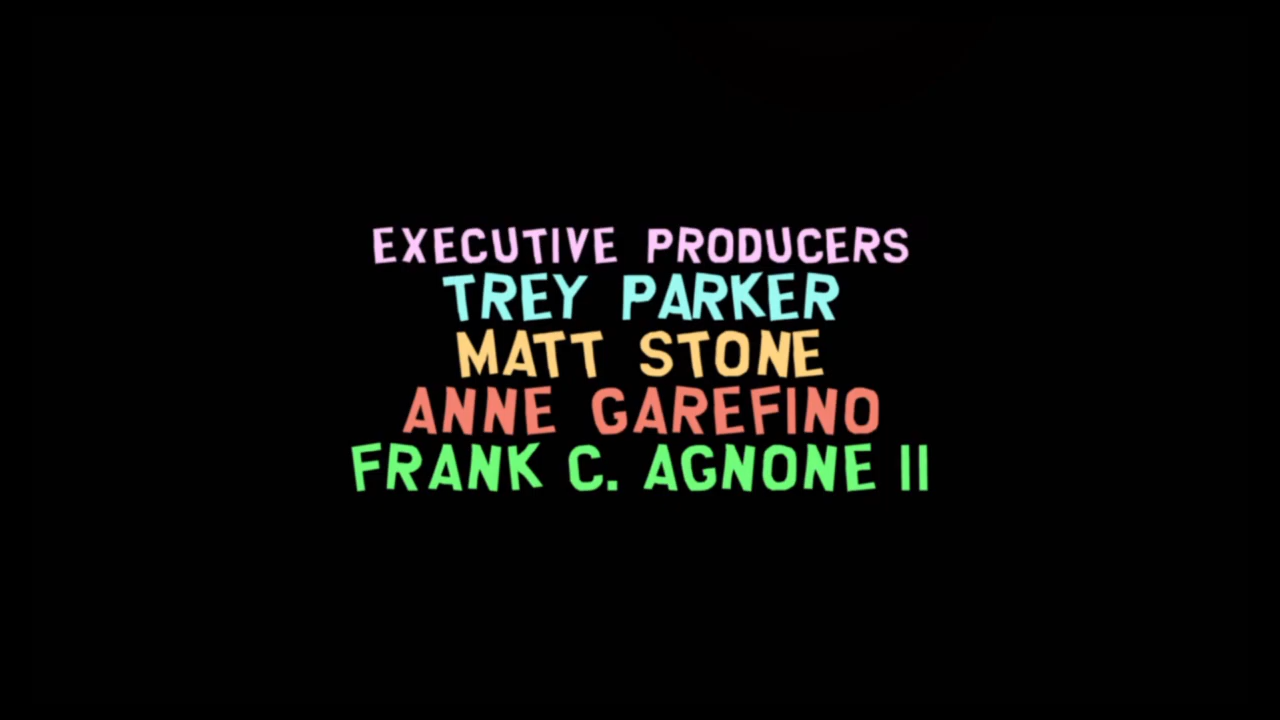 EXECUTIVE PRODUCERS
TREY PARKER
MATT STONE
ANNE GAREFINO
FRANK C. AGNONE II